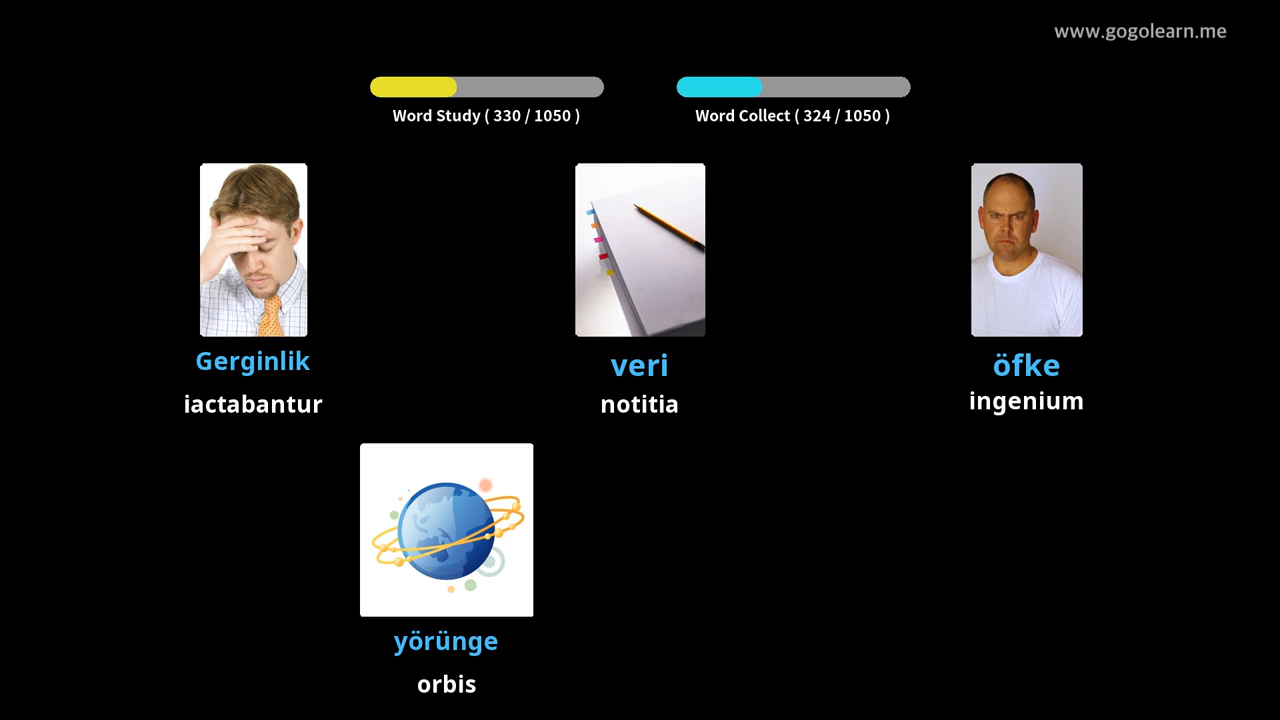 www.gogolearn.me
Word Study ( 330 / 1050 )
Word Collect ( 324 / 1050 )
Gerginlik
iactabantur
veri
notitia
öfke
ingenium
yörünge
orbis